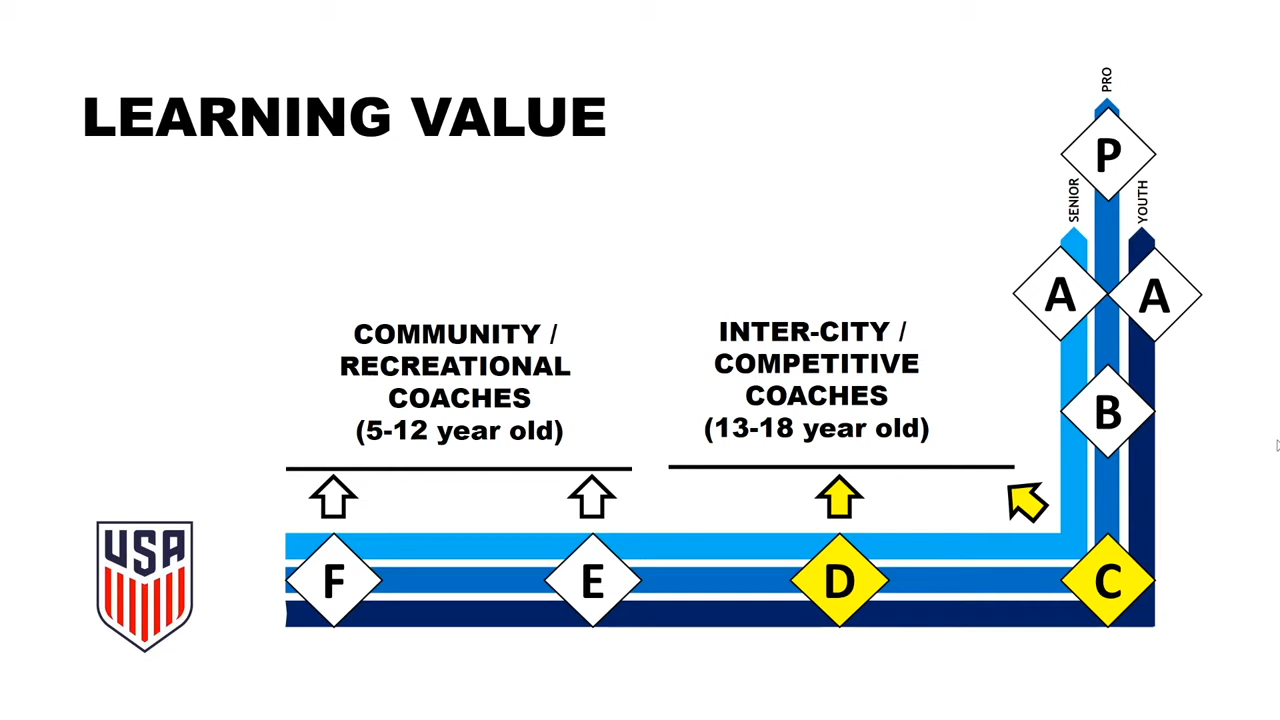 LEARNING VALUE
PRO
P
SENIOR
YOUTH
A
A
COMMUNITY /
RECREATIONAL
COACHES
(5-12 year old)
INTER-CITY /
COMPETITIVE
COACHES
(13-18 year old)
B
USA
F
E
D
C